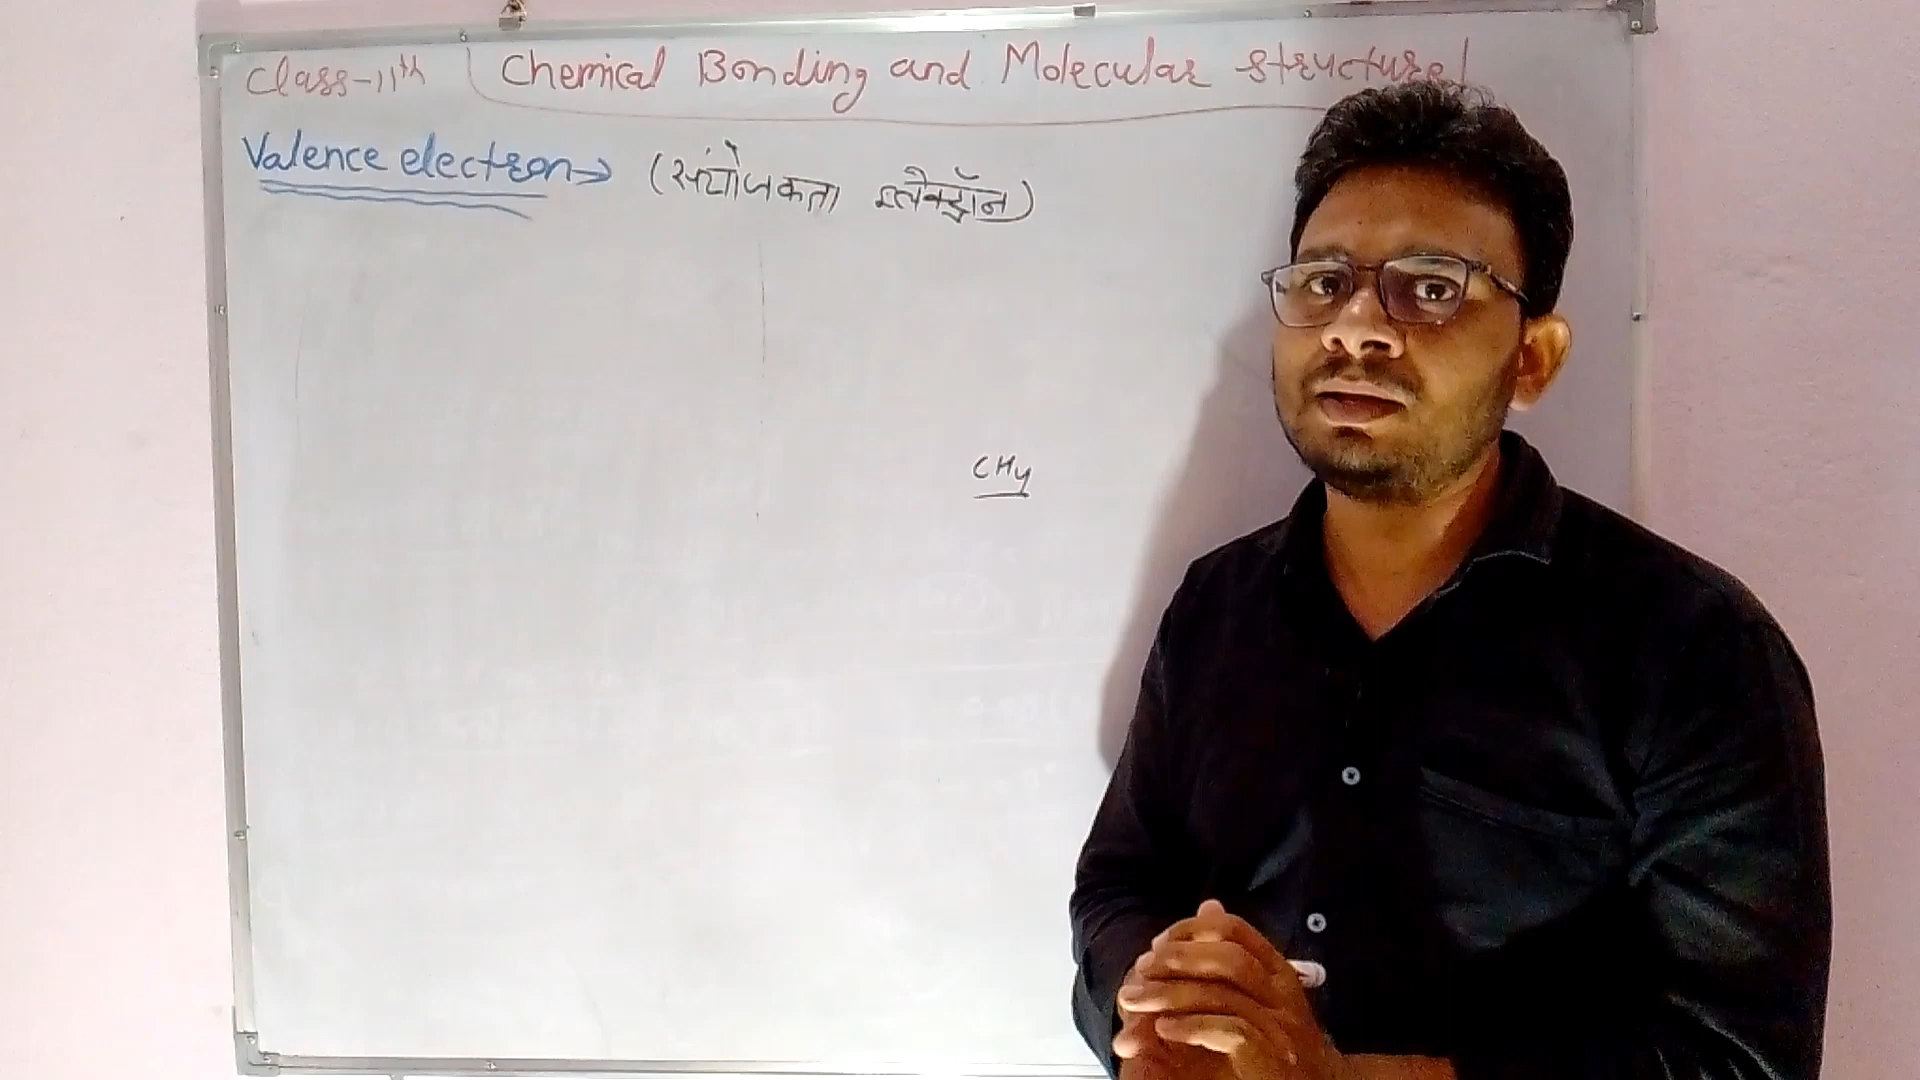 Class-11th Chemical Bonding and Molecular structure
Valence electron→ (संयोजकता इलेक्ट्रॉन)
CH4